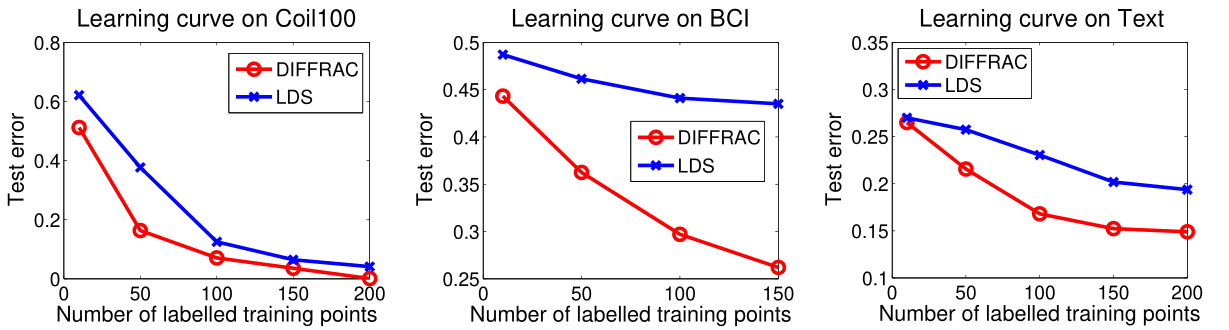 Learning curve on Coil100
0.8
0.6
0.4
0.2
0
0 50 100 150 200
Test error
Number of labelled training points
DIFFRAC
LDS
Learning curve on BCI
0.5
0.45
0.4
0.35
0.3
0.25
0 50 100 150
Test error
Number of labelled training points
DIFFRAC
LDS
Learning curve on Text
0.35
0.3
0.25
0.2
0.15
0.1
0 50 100 150 200
Test error
Number of labelled training points
DIFFRAC
LDS